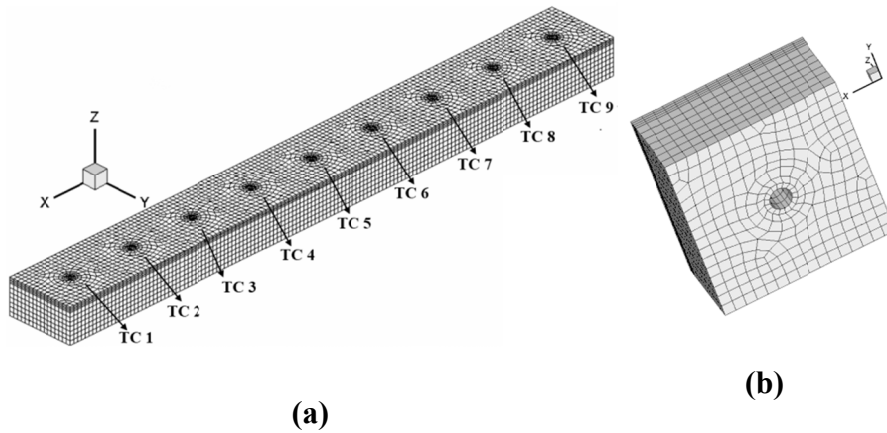 TC 9
TC 8
TC 7
TC 6
TC 5
TC 4
TC 3
TC 2
TC 1
Z
X
Y
(a)
Y
Z
X
(b)